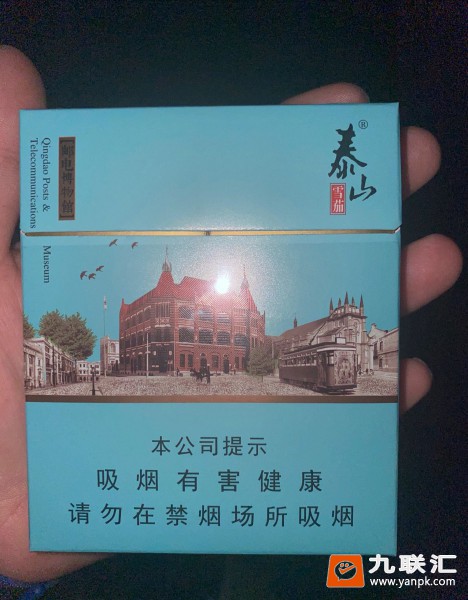 泰山®
雪茄
邮电博物馆
Qingdao Posts &
Telecommunications
Museum
本公司提示
吸烟有害健康
请勿在禁烟场所吸烟
九联汇
www.yanpk.com